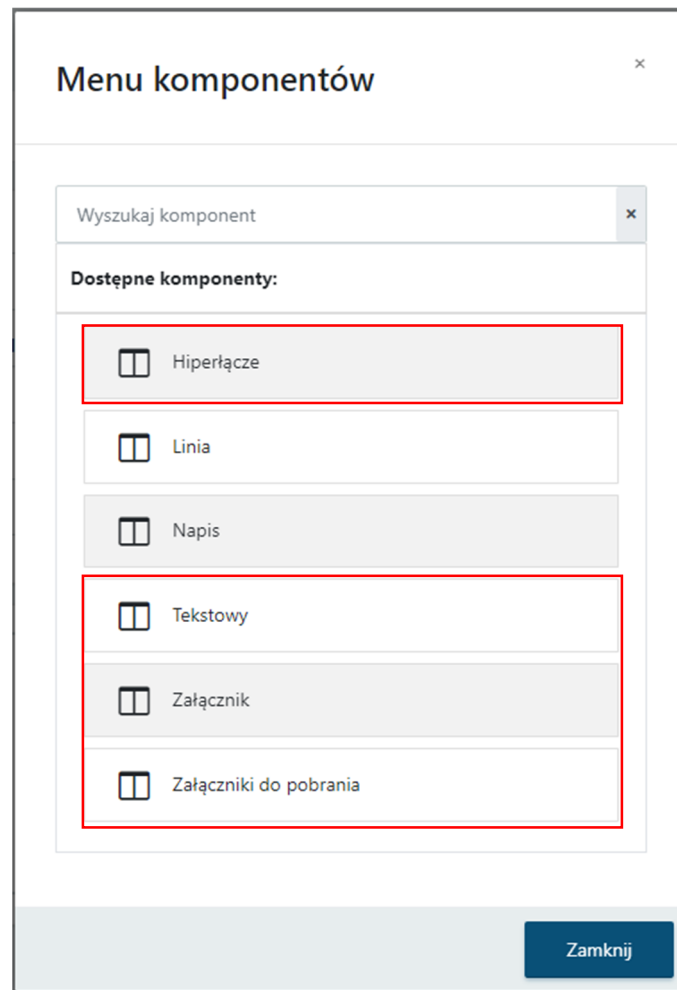 Menu komponentów
×
Wyszukaj komponent
×
Dostępne komponenty:
Hiperłącze
Linia
Napis
Tekstowy
Załącznik
Załączniki do pobrania
Zamknij